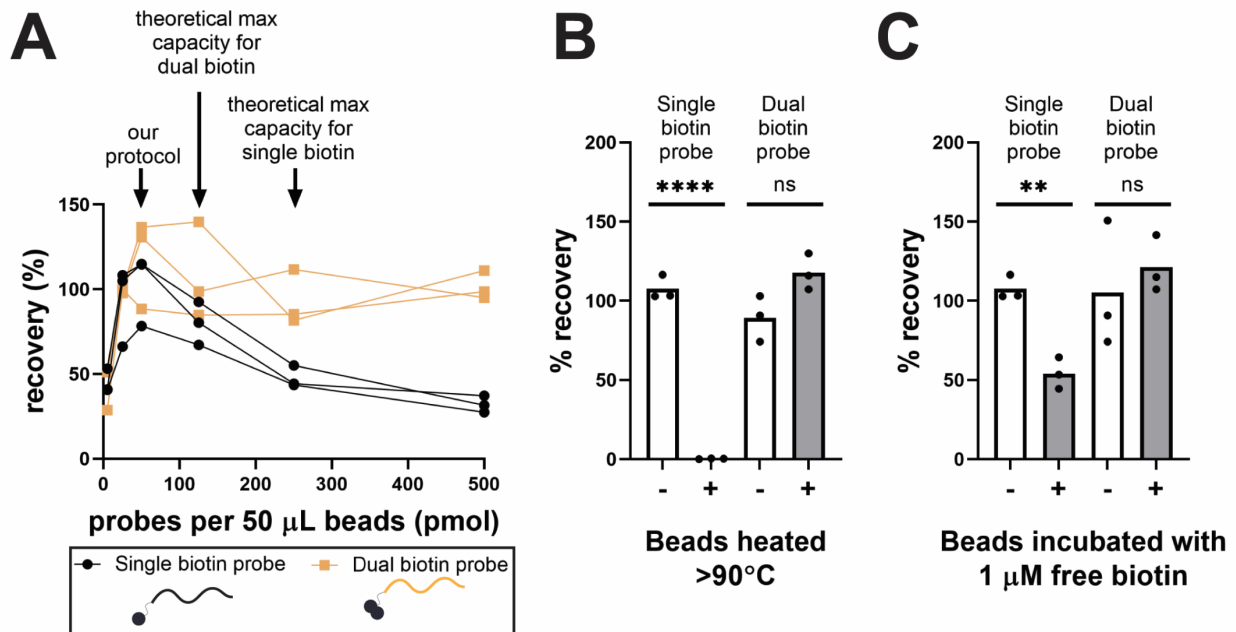 A
theoretical max
capacity for
dual biotin
our
protocol
theoretical max
capacity for
single biotin
recovery (%)
150
100
50
0
0 100 200 300 400 500
probes per 50 μL beads (pmol)
Single biotin probe
Dual biotin probe
B
Single
biotin
probe
Dual
biotin
probe
**** ns
% recovery
200
150
100
50
0
- + - +
Beads heated
>90°C
C
Single
biotin
probe
Dual
biotin
probe
** ns
% recovery
200
150
100
50
0
- + - +
Beads incubated with
1 μM free biotin